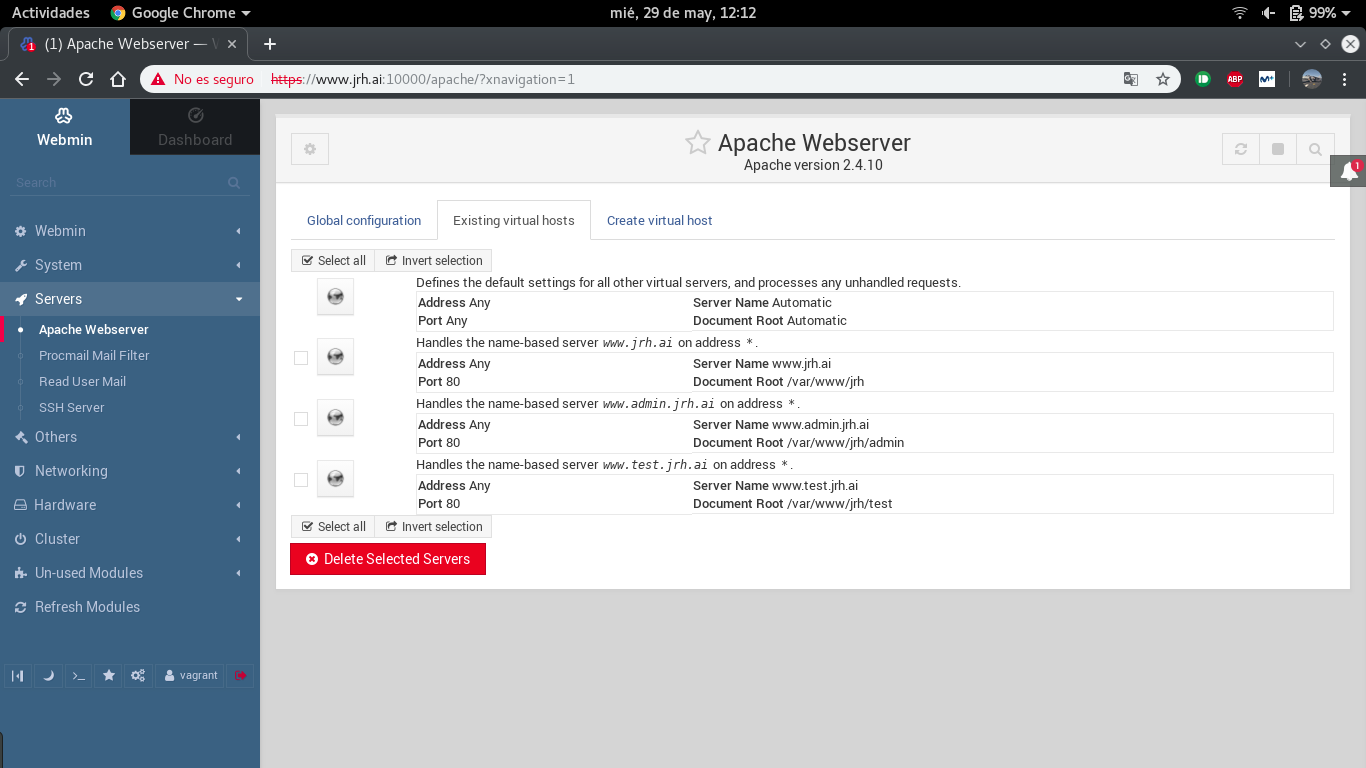 Actividades Google Chrome mié, 29 de may, 12:12 99%
(1) Apache Webserver —
No es seguro https://www.jrh.ai:10000/apache/?xnavigation=1
Webmin
Dashboard
Search
Webmin
System
Servers
Apache Webserver
Procmail Mail Filter
Read User Mail
SSH Server
Others
Networking
Hardware
Cluster
Un-used Modules
Refresh Modules
vagrant
Apache Webserver
Apache version 2.4.10
1
Global configuration Existing virtual hosts Create virtual host
Select all Invert selection
Defines the default settings for all other virtual servers, and processes any unhandled requests.
Address Any Server Name Automatic
Port Any Document Root Automatic
Handles the name-based server www.jrh.ai on address *.
Address Any Server Name www.jrh.ai
Port 80 Document Root /var/www/jrh
Handles the name-based server www.admin.jrh.ai on address *.
Address Any Server Name www.admin.jrh.ai
Port 80 Document Root /var/www/jrh/admin
Handles the name-based server www.test.jrh.ai on address *.
Address Any Server Name www.test.jrh.ai
Port 80 Document Root /var/www/jrh/test
Select all Invert selection
Delete Selected Servers